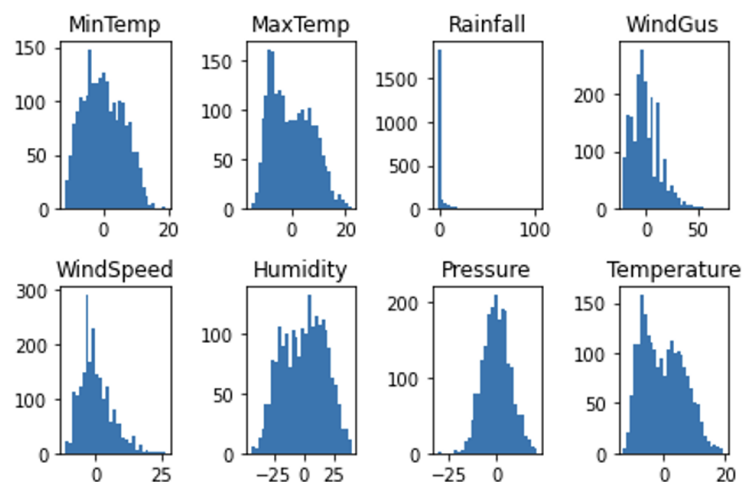 MinTemp MaxTemp Rainfall WindGus
150 150 1500 200
100 100 1000 100
50 50 500
0 0 0 0
0 20 0 20 0 100 0 50
WindSpeed Humidity Pressure Temperature
300 100 200 150
200 50 100 100
100 50
0 0 0 0
0 25 −25 0 25 −25 0 0 20